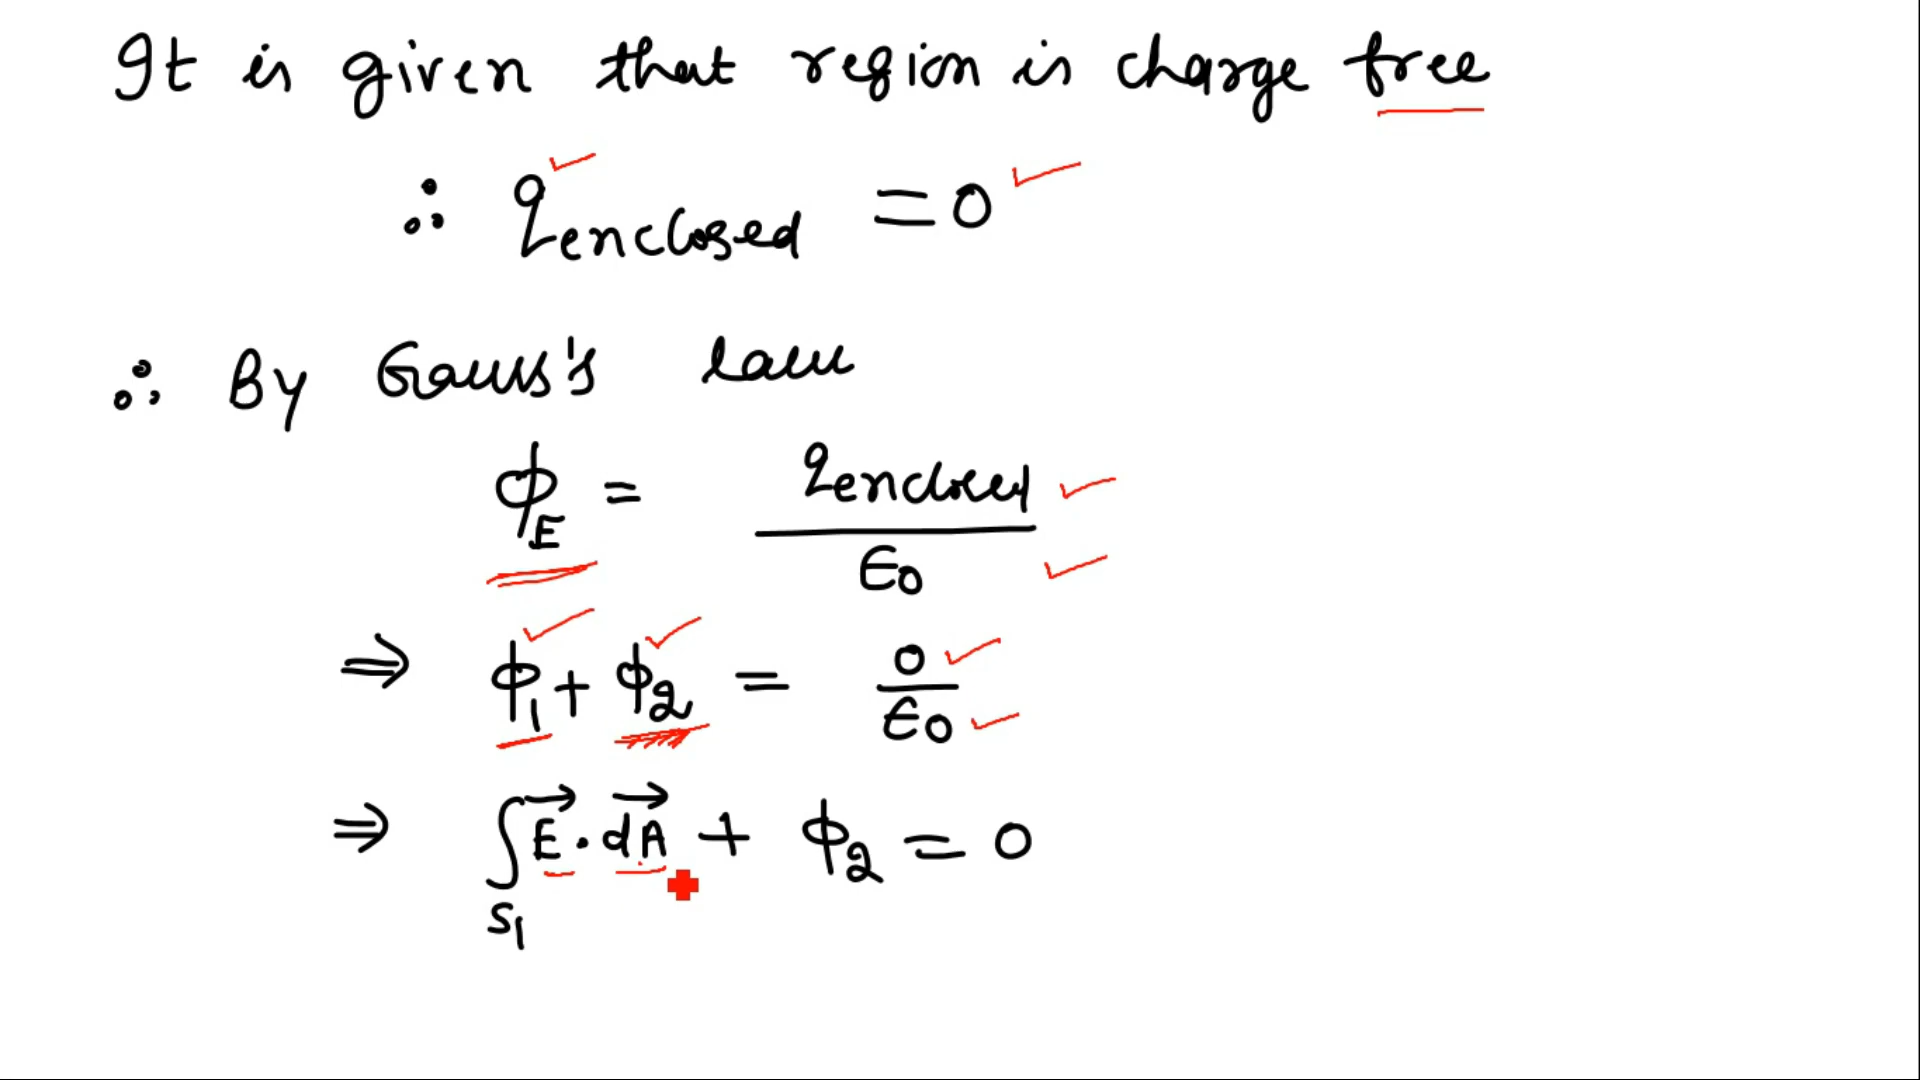 It is given that region is charge free
∴ q_enclosed = 0
∴ By Gauss's law
ϕ_E = q_enclosed / ε0
⇒ ϕ1 + ϕ2 = 0 / ε0
⇒ ∫_S1 E⃗ · dA⃗ + ϕ2 = 0